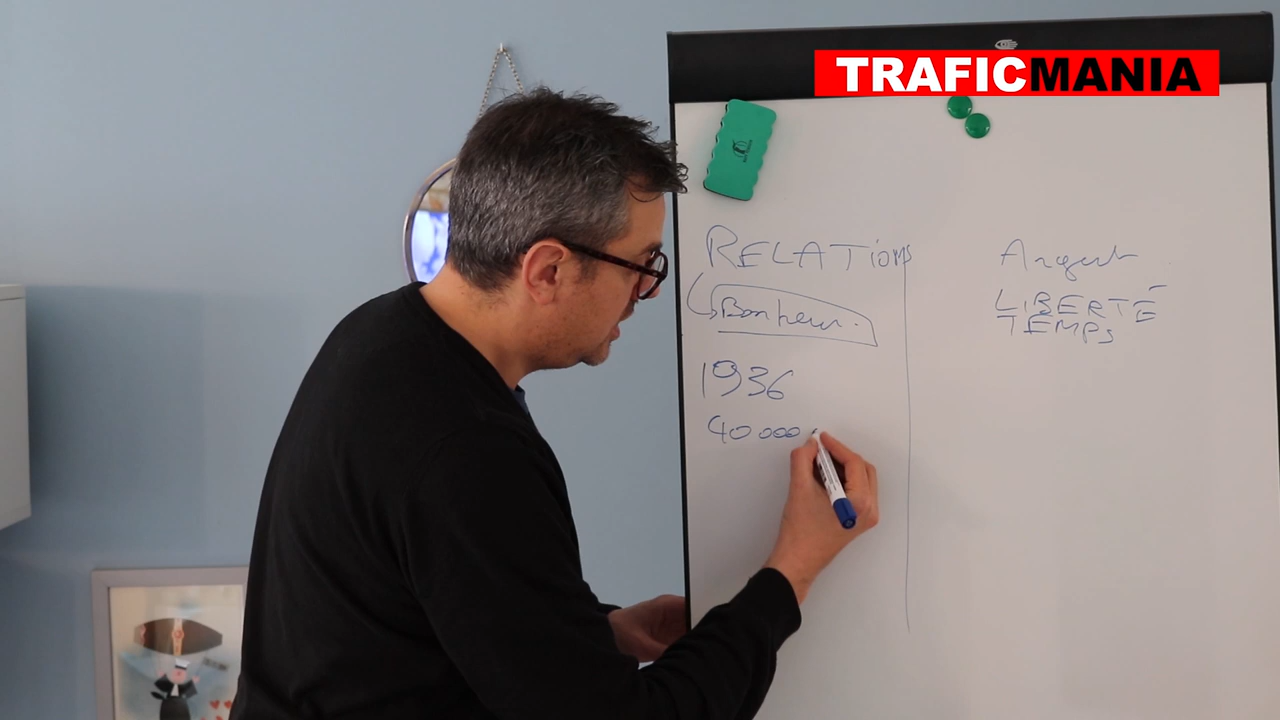 TRAFICMANIA
RELATIONS
Bonheur.
1936
40 000
Argent
LIBERTÉ
TEMPS